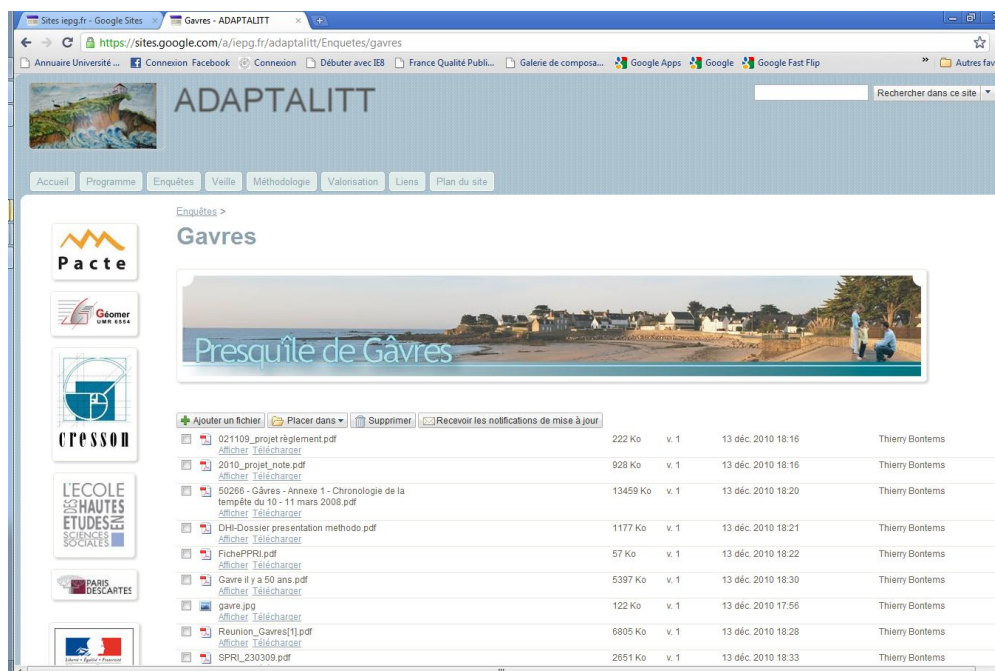 Sites iepg.fr - Google Sites
Gavres - ADAPTALITT
https://sites.google.com/a/iepg.fr/adaptalitt/Enquetes/gavres
Annuaire Université ... Connexion Facebook Connexion Débuter avec IE8 France Qualité Publi... Galerie de composa... Google Apps Google Google Fast Flip » Autres fav
ADAPTALITT
Rechercher dans ce site
Accueil Programme Enquêtes Veille Méthodologie Valorisation Liens Plan du site
Enquêtes >
Gavres
Pacte
Géomer
UMR 6554
cresson
L'ECOLE
DES HAUTES
ETUDES EN
SCIENCES
SOCIALES
PARIS
DESCARTES
Liberté • Égalité • Fraternité
Presqu'île de Gâvres
Ajouter un fichier Placer dans Supprimer Recevoir les notifications de mise à jour
021109_projet règlement.pdf 222 Ko v. 1 13 déc. 2010 18:16 Thierry Bontems
Afficher Télécharger
2010_projet_note.pdf 928 Ko v. 1 13 déc. 2010 18:16 Thierry Bontems
Afficher Télécharger
50266 - Gâvres - Annexe 1 - Chronologie de la 13459 Ko v. 1 13 déc. 2010 18:20 Thierry Bontems
tempête du 10 - 11 mars 2008.pdf
Afficher Télécharger
DHI-Dossier presentation methodo.pdf 1177 Ko v. 1 13 déc. 2010 18:21 Thierry Bontems
Afficher Télécharger
FichePPRI.pdf 57 Ko v. 1 13 déc. 2010 18:22 Thierry Bontems
Afficher Télécharger
Gavre il y a 50 ans.pdf 5397 Ko v. 1 13 déc. 2010 18:30 Thierry Bontems
Afficher Télécharger
gavre.jpg 122 Ko v. 1 13 déc. 2010 17:56 Thierry Bontems
Afficher Télécharger
Reunion_Gavres[1].pdf 6805 Ko v. 1 13 déc. 2010 18:28 Thierry Bontems
Afficher Télécharger
SPRI_230309.pdf 2651 Ko v. 1 13 déc. 2010 18:33 Thierry Bontems